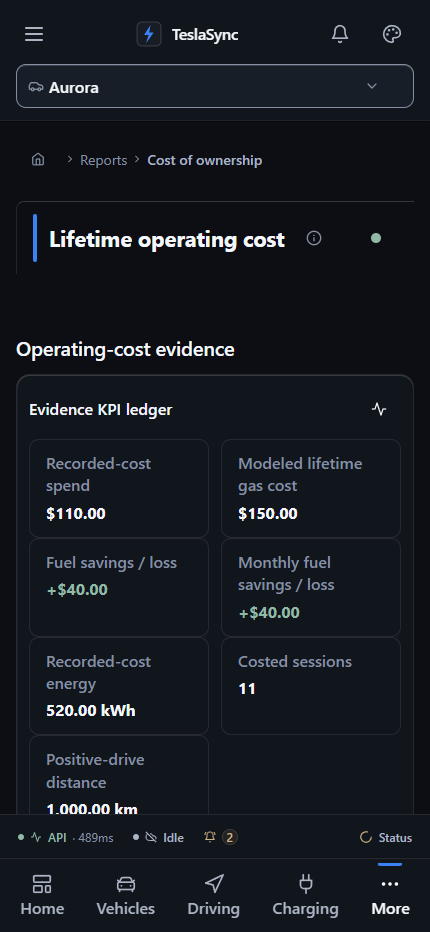 TeslaSync
Aurora
Reports
Cost of ownership
Lifetime operating cost
Operating-cost evidence
Evidence KPI ledger
Recorded-cost
spend
$110.00
Modeled lifetime
gas cost
$150.00
Fuel savings / loss
+$40.00
Monthly fuel
savings / loss
+$40.00
Recorded-cost
energy
520.00 kWh
Costed sessions
11
Positive-drive
distance
1,000.00 km
API · 489ms
Idle
2
Status
Home
Vehicles
Driving
Charging
More